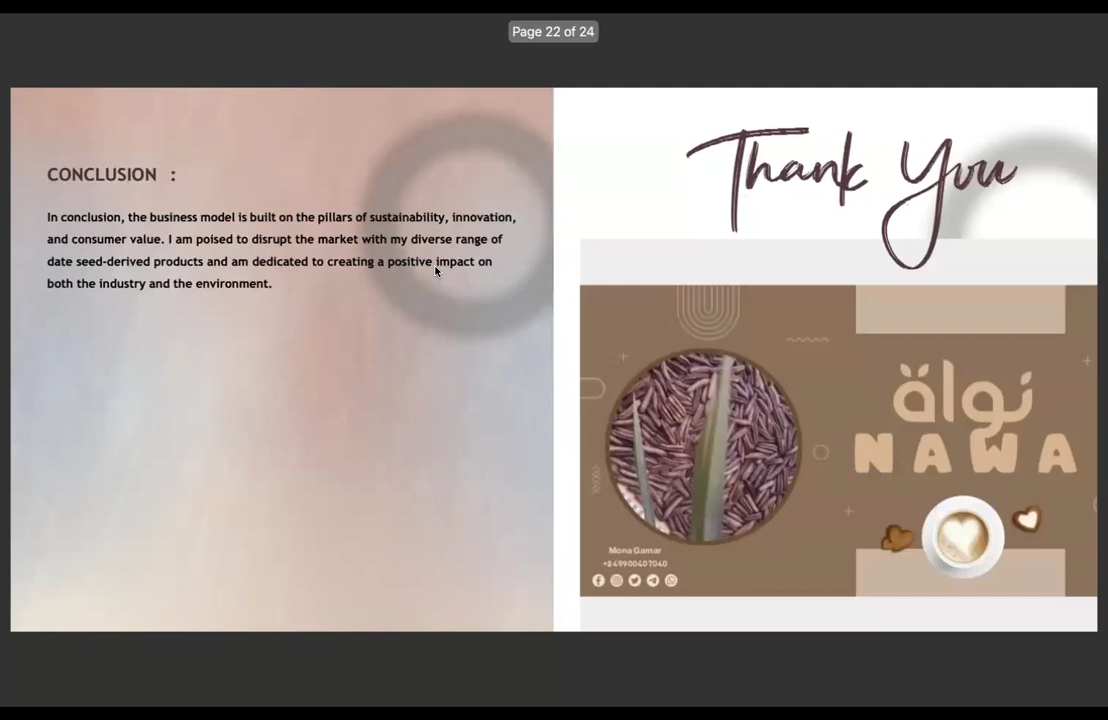 Page 22 of 24
CONCLUSION :
In conclusion, the business model is built on the pillars of sustainability, innovation,
and consumer value. I am poised to disrupt the market with my diverse range of
date seed-derived products and am dedicated to creating a positive impact on
both the industry and the environment.
Thank You
نواة
NAWA
Mona Gamar
+249900407040